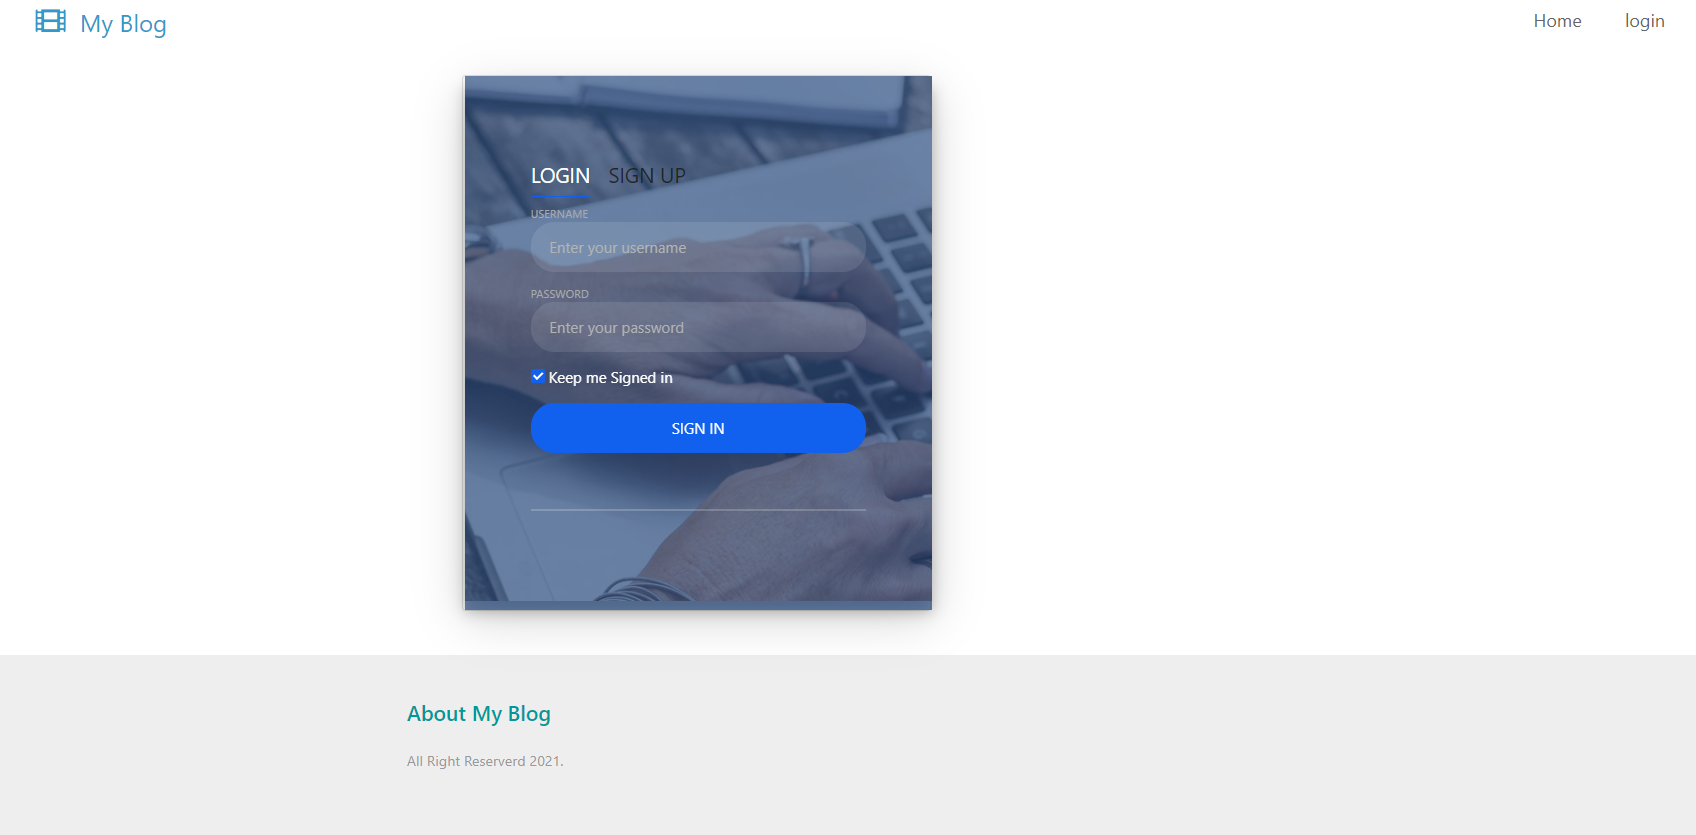 My Blog
Home login
LOGIN SIGN UP
USERNAME
Enter your username
PASSWORD
Enter your password
Keep me Signed in
SIGN IN
About My Blog
All Right Reserverd 2021.